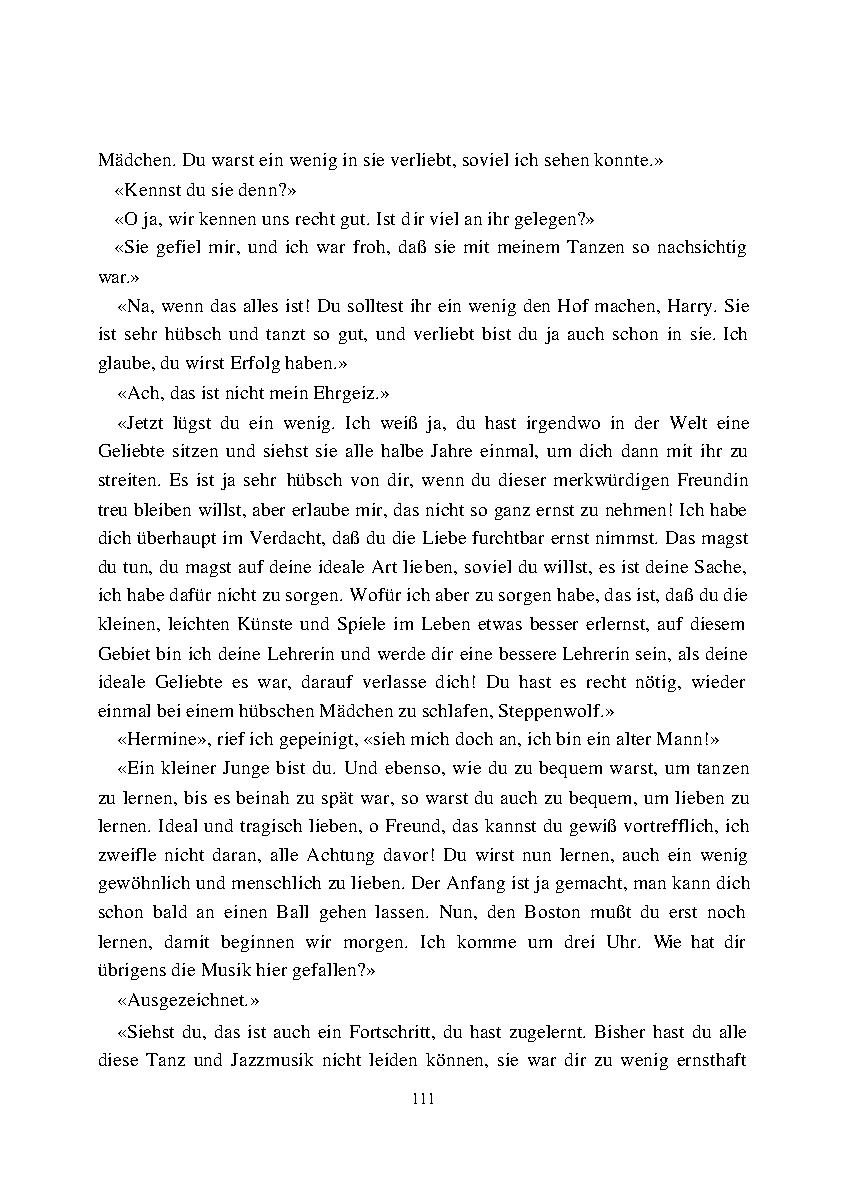 Mädchen. Du warst ein wenig in sie verliebt, soviel ich sehen konnte.»
«Kennst du sie denn?»
«O ja, wir kennen uns recht gut. Ist dir viel an ihr gelegen?»
«Sie gefiel mir, und ich war froh, daß sie mit meinem Tanzen so nachsichtig
war.»
«Na, wenn das alles ist! Du solltest ihr ein wenig den Hof machen, Harry. Sie
ist sehr hübsch und tanzt so gut, und verliebt bist du ja auch schon in sie. Ich
glaube, du wirst Erfolg haben.»
«Ach, das ist nicht mein Ehrgeiz.»
«Jetzt lügst du ein wenig. Ich weiß ja, du hast irgendwo in der Welt eine
Geliebte sitzen und siehst sie alle halbe Jahre einmal, um dich dann mit ihr zu
streiten. Es ist ja sehr hübsch von dir, wenn du dieser merkwürdigen Freundin
treu bleiben willst, aber erlaube mir, das nicht so ganz ernst zu nehmen! Ich habe
dich überhaupt im Verdacht, daß du die Liebe furchtbar ernst nimmst. Das magst
du tun, du magst auf deine ideale Art lieben, soviel du willst, es ist deine Sache,
ich habe dafür nicht zu sorgen. Wofür ich aber zu sorgen habe, das ist, daß du die
kleinen, leichten Künste und Spiele im Leben etwas besser erlernst, auf diesem
Gebiet bin ich deine Lehrerin und werde dir eine bessere Lehrerin sein, als deine
ideale Geliebte es war, darauf verlasse dich! Du hast es recht nötig, wieder
einmal bei einem hübschen Mädchen zu schlafen, Steppenwolf.»
«Hermine», rief ich gepeinigt, «sieh mich doch an, ich bin ein alter Mann!»
«Ein kleiner Junge bist du. Und ebenso, wie du zu bequem warst, um tanzen
zu lernen, bis es beinah zu spät war, so warst du auch zu bequem, um lieben zu
lernen. Ideal und tragisch lieben, o Freund, das kannst du gewiß vortrefflich, ich
zweifle nicht daran, alle Achtung davor! Du wirst nun lernen, auch ein wenig
gewöhnlich und menschlich zu lieben. Der Anfang ist ja gemacht, man kann dich
schon bald an einen Ball gehen lassen. Nun, den Boston mußt du erst noch
lernen, damit beginnen wir morgen. Ich komme um drei Uhr. Wie hat dir
übrigens die Musik hier gefallen?»
«Ausgezeichnet.»
«Siehst du, das ist auch ein Fortschritt, du hast zugelernt. Bisher hast du alle
diese Tanz und Jazzmusik nicht leiden können, sie war dir zu wenig ernsthaft
111